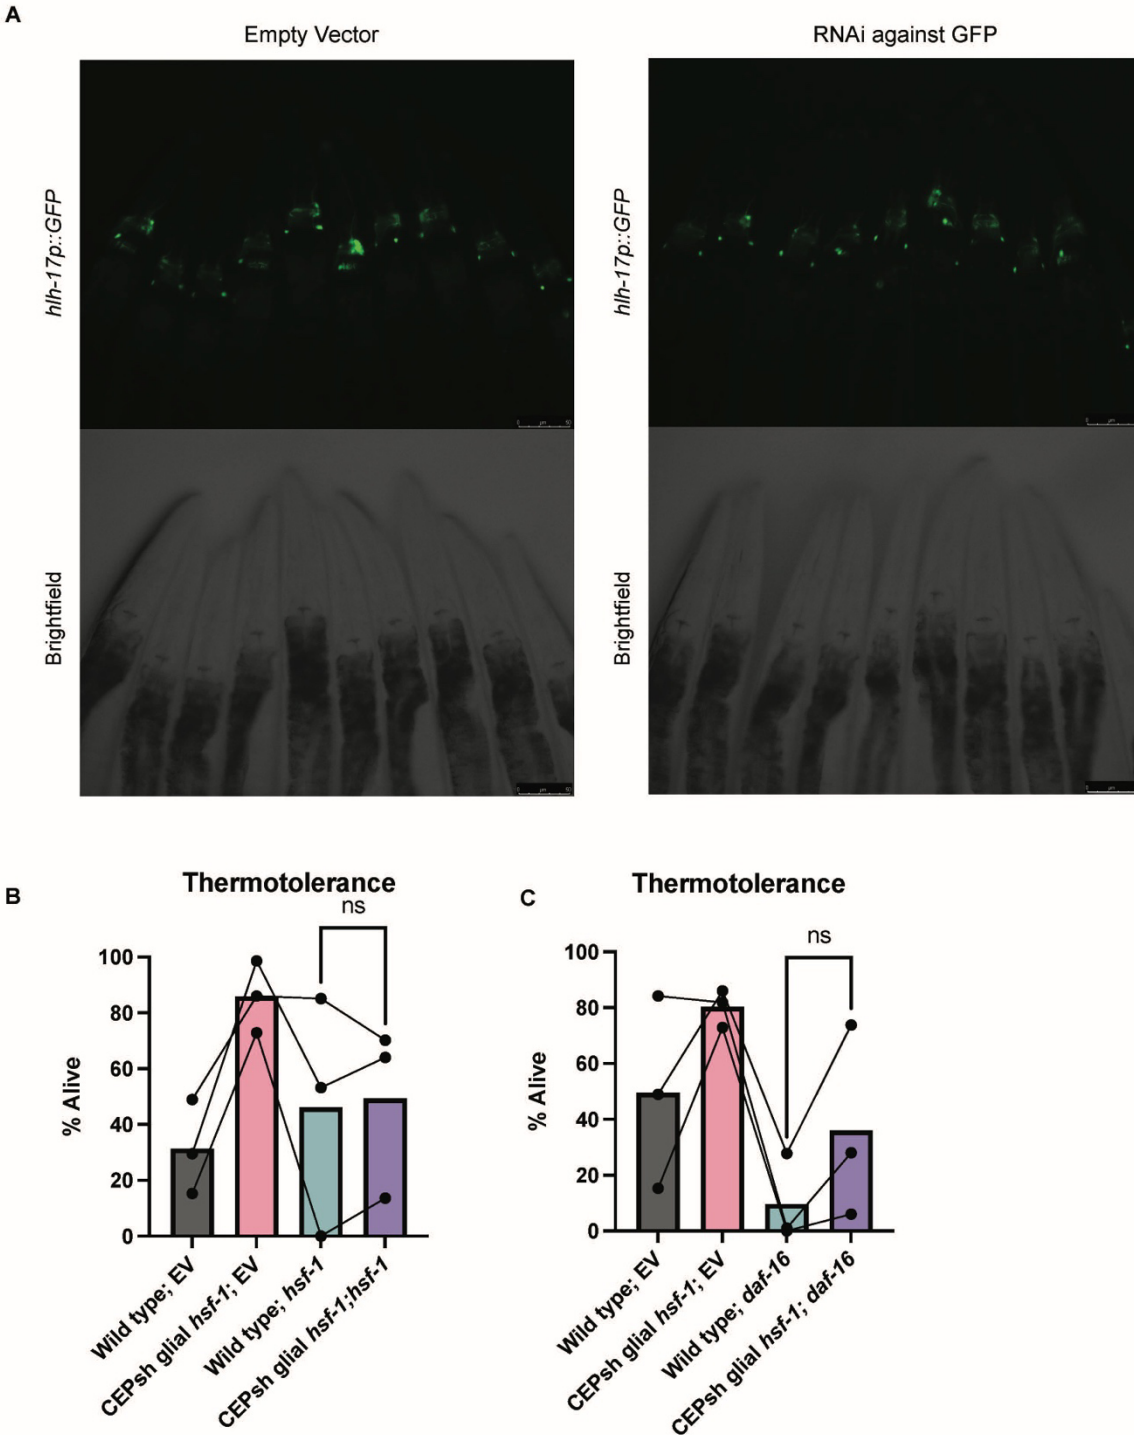 A
Empty Vector
RNAi against GFP
hlh-17p::GFP
hlh-17p::GFP
Brightfield
Brightfield
B
Thermotolerance
ns
% Alive
100
80
60
40
20
0
Wild type; EV
CEPsh glial hsf-1; EV
Wild type; hsf-1
CEPsh glial hsf-1;hsf-1
C
Thermotolerance
ns
% Alive
100
80
60
40
20
0
Wild type; EV
CEPsh glial hsf-1; EV
Wild type; daf-16
CEPsh glial hsf-1; daf-16